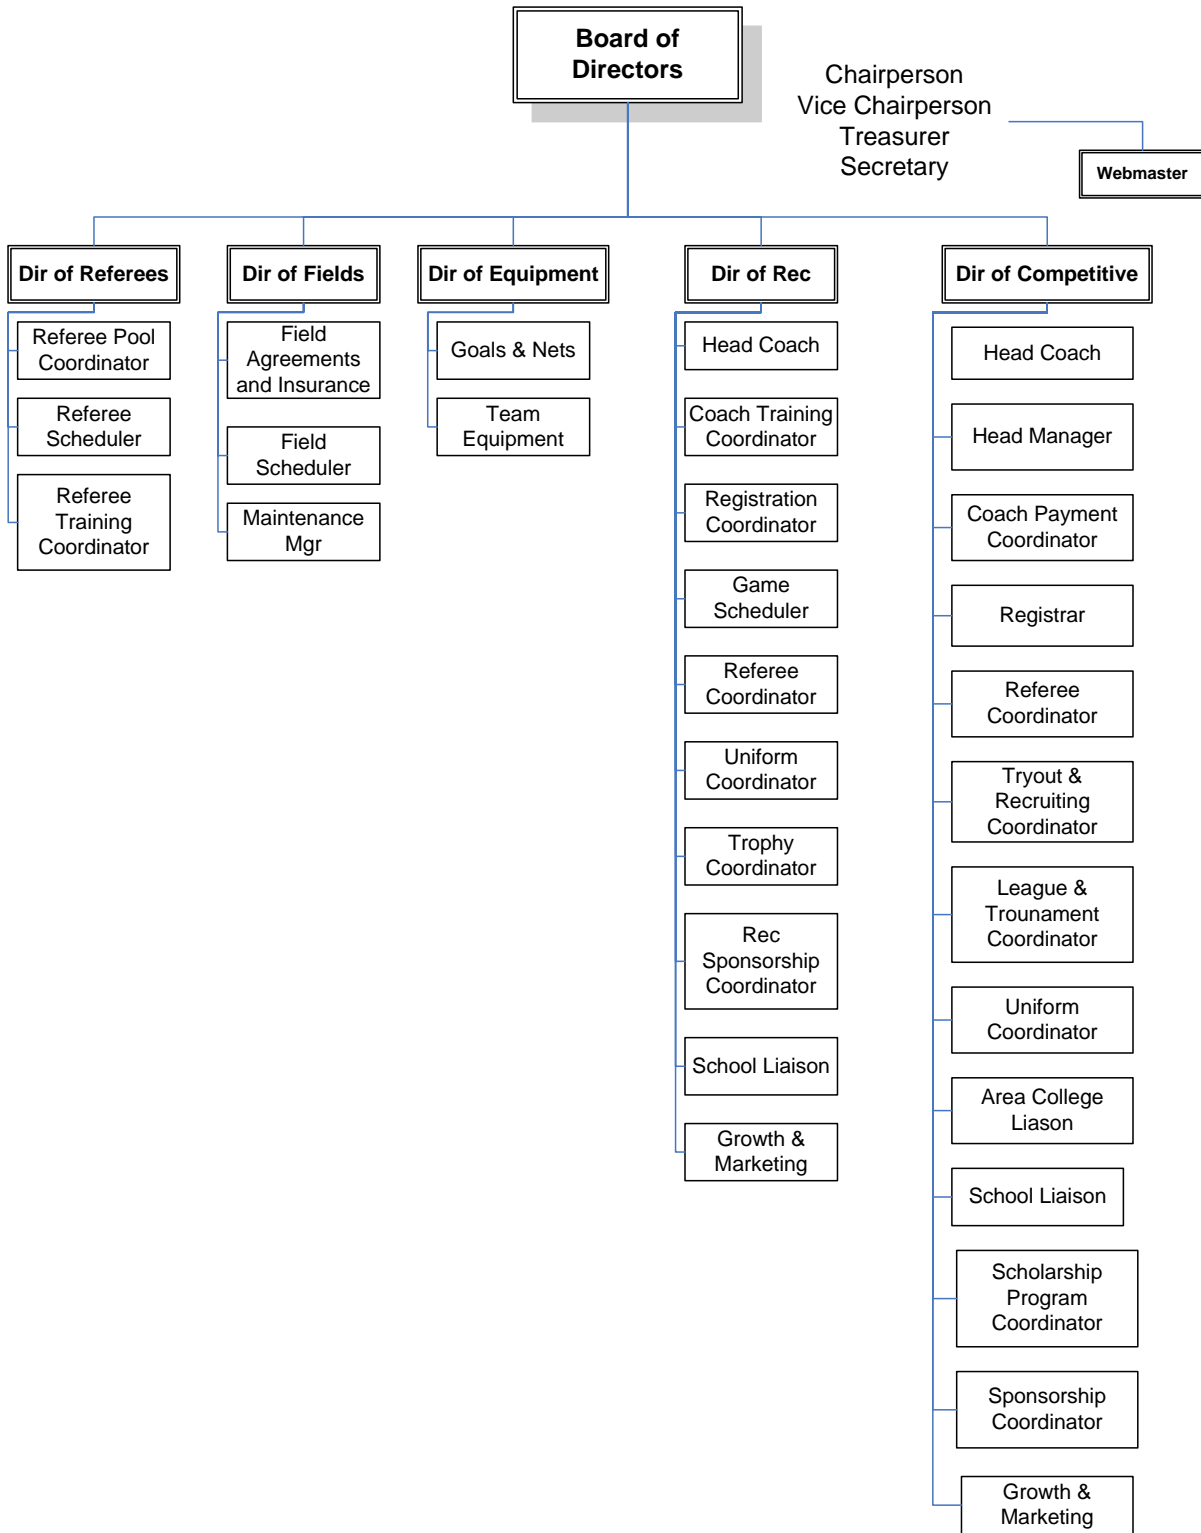 Board of
Directors
Chairperson
Vice Chairperson
Treasurer
Secretary
Webmaster
Dir of Referees
Referee Pool
Coordinator
Referee
Scheduler
Referee
Training
Coordinator
Dir of Fields
Field
Agreements
and Insurance
Field
Scheduler
Maintenance
Mgr
Dir of Equipment
Goals & Nets
Team
Equipment
Dir of Rec
Head Coach
Coach Training
Coordinator
Registration
Coordinator
Game
Scheduler
Referee
Coordinator
Uniform
Coordinator
Trophy
Coordinator
Rec
Sponsorship
Coordinator
School Liaison
Growth &
Marketing
Dir of Competitive
Head Coach
Head Manager
Coach Payment
Coordinator
Registrar
Referee
Coordinator
Tryout &
Recruiting
Coordinator
League &
Trounament
Coordinator
Uniform
Coordinator
Area College
Liason
School Liaison
Scholarship
Program
Coordinator
Sponsorship
Coordinator
Growth &
Marketing